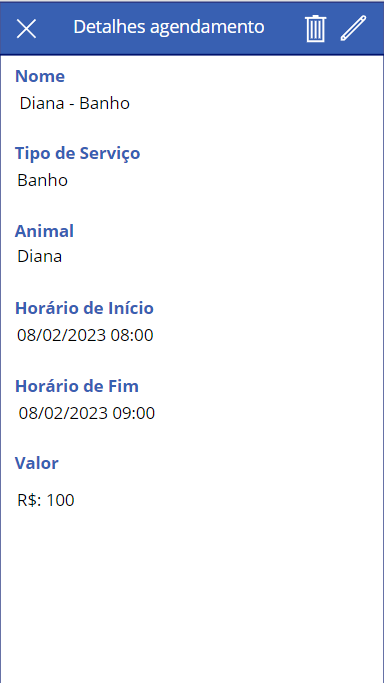 Detalhes agendamento
Nome
Diana - Banho
Tipo de Serviço
Banho
Animal
Diana
Horário de Início
08/02/2023 08:00
Horário de Fim
08/02/2023 09:00
Valor
R$: 100